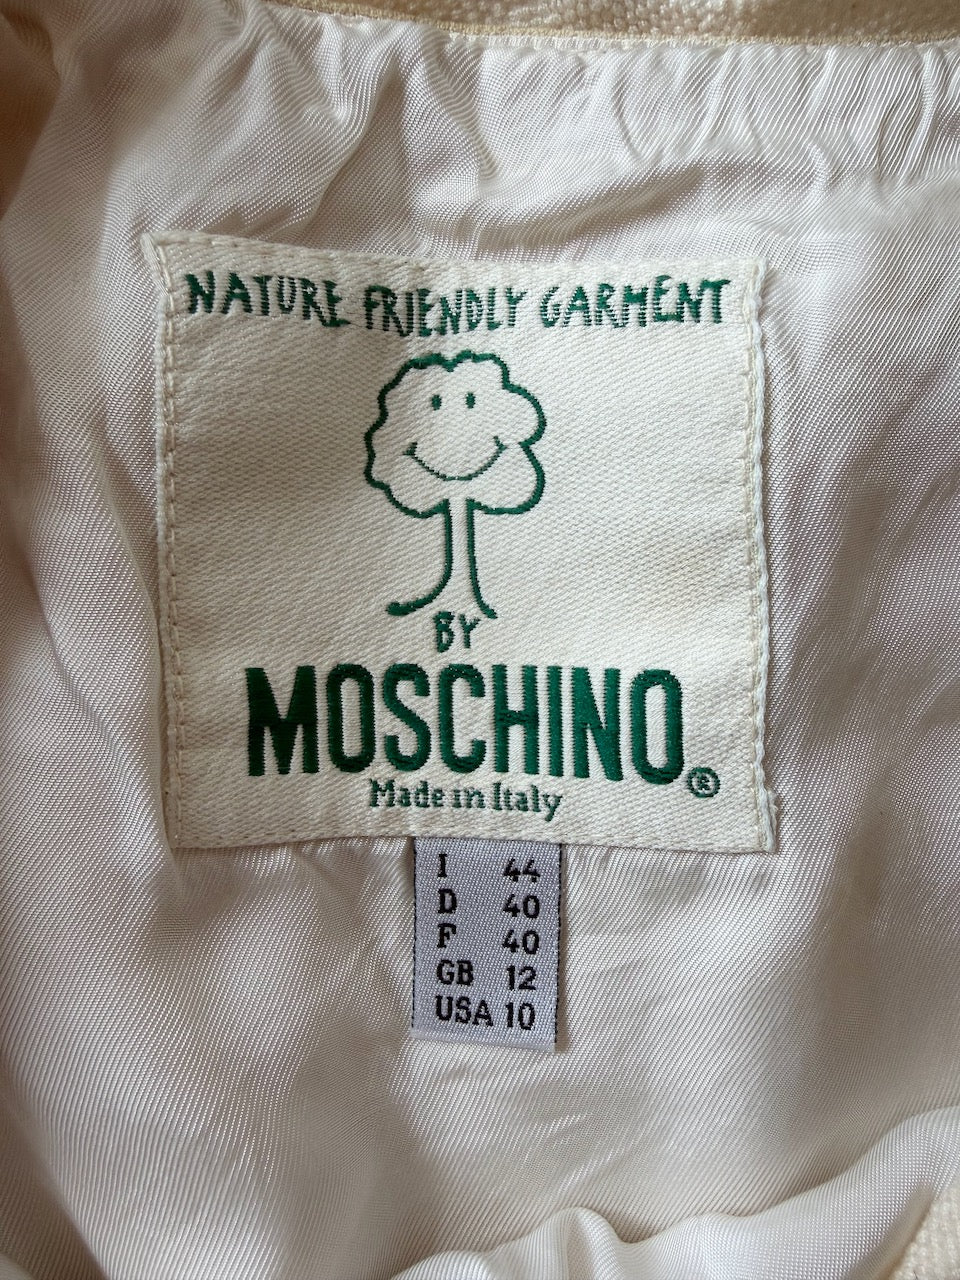 NATURE FRIENDLY GARMENT
BY
MOSCHINO®
Made in Italy
I 44
D 40
F 40
GB 12
USA 10